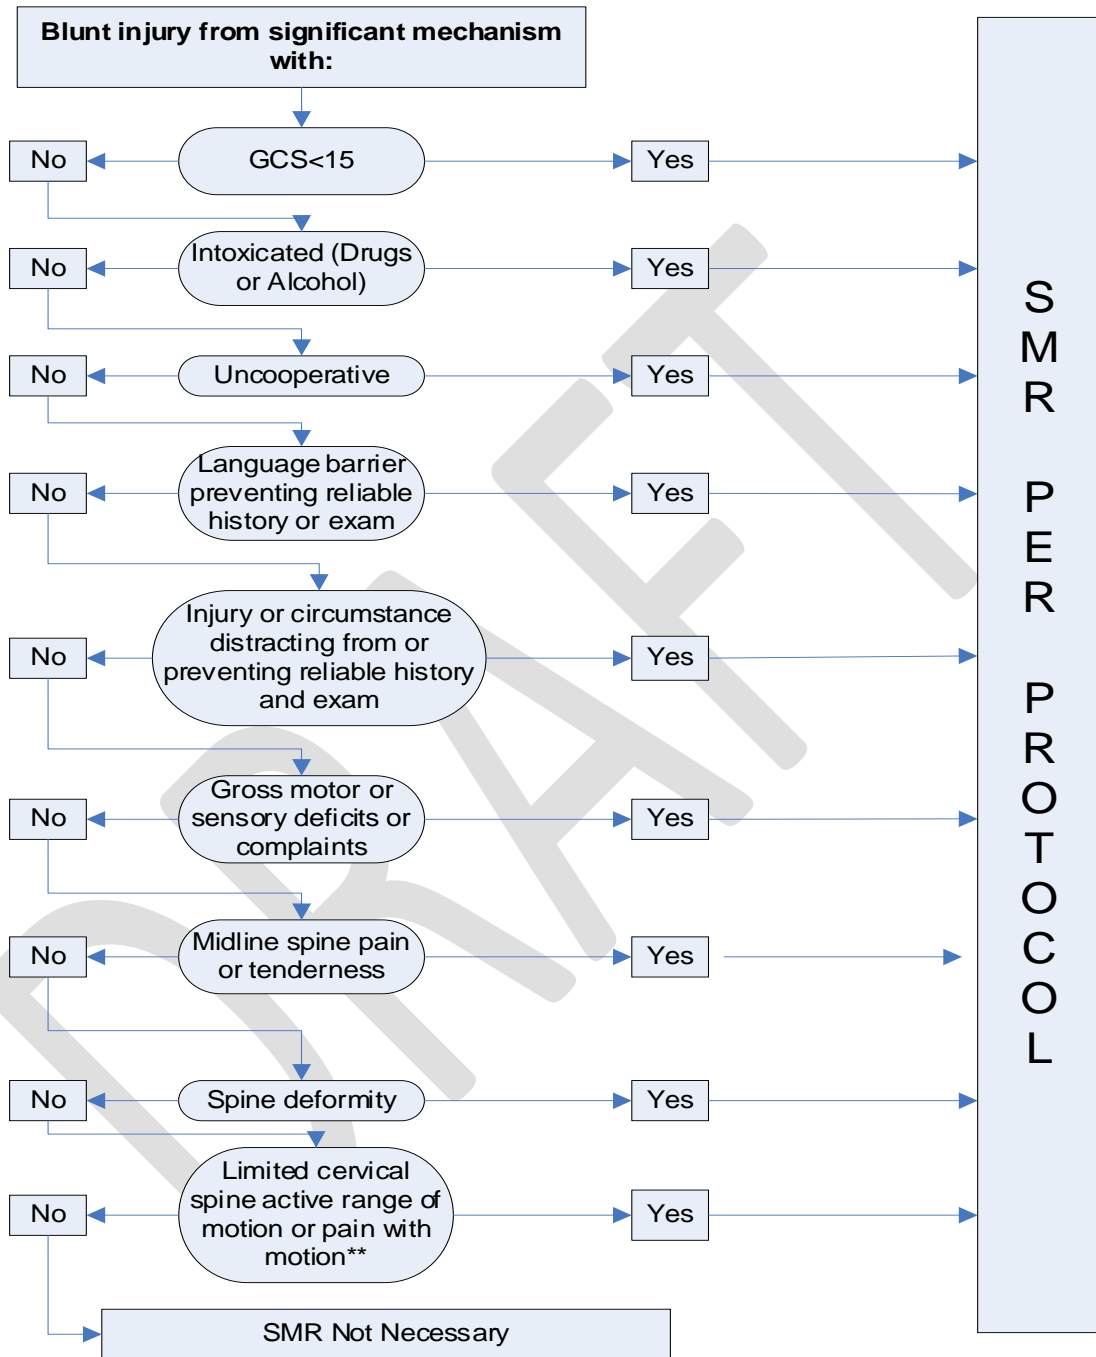 Blunt injury from significant mechanism
with:
No
GCS<15
Yes
No
Intoxicated (Drugs
or Alcohol)
Yes
No
Uncooperative
Yes
No
Language barrier
preventing reliable
history or exam
Yes
No
Injury or circumstance
distracting from or
preventing reliable history
and exam
Yes
No
Gross motor or
sensory deficits or
complaints
Yes
No
Midline spine pain
or tenderness
Yes
No
Spine deformity
Yes
No
Limited cervical
spine active range of
motion or pain with
motion**
Yes
SMR Not Necessary
SMR PER PROTOCOL
DRAFT